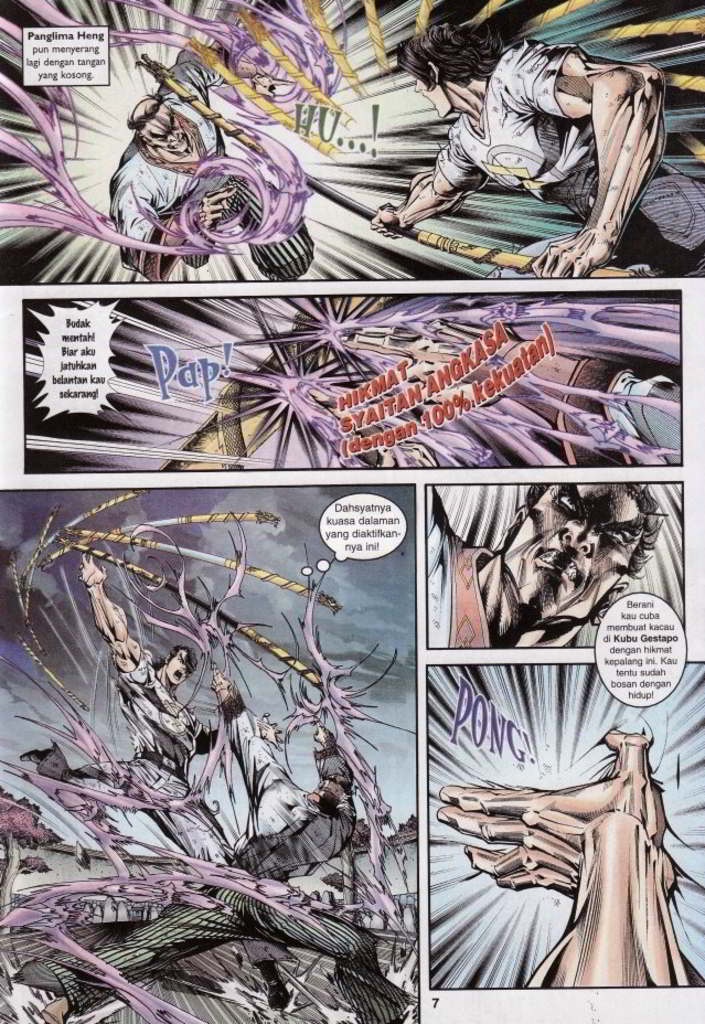 Panglima Heng
pun menyerang
lagi dengan tangan
yang kosong.
HU...!
Budak
mentah!
Biar aku
jatuhkan
belantan kau
sekarang!
Pap!
HIKMAT
SYAITAN ANGKASA
(dengan 100% kekuatan)
Dahsyatnya
kuasa dalaman
yang diaktifkan-
nya ini!
Berani
kau cuba
membuat kacau
di Kubu Gestapo
dengan hikmat
kepalang ini. Kau
tentu sudah
bosan dengan
hidup!
PONG!
7